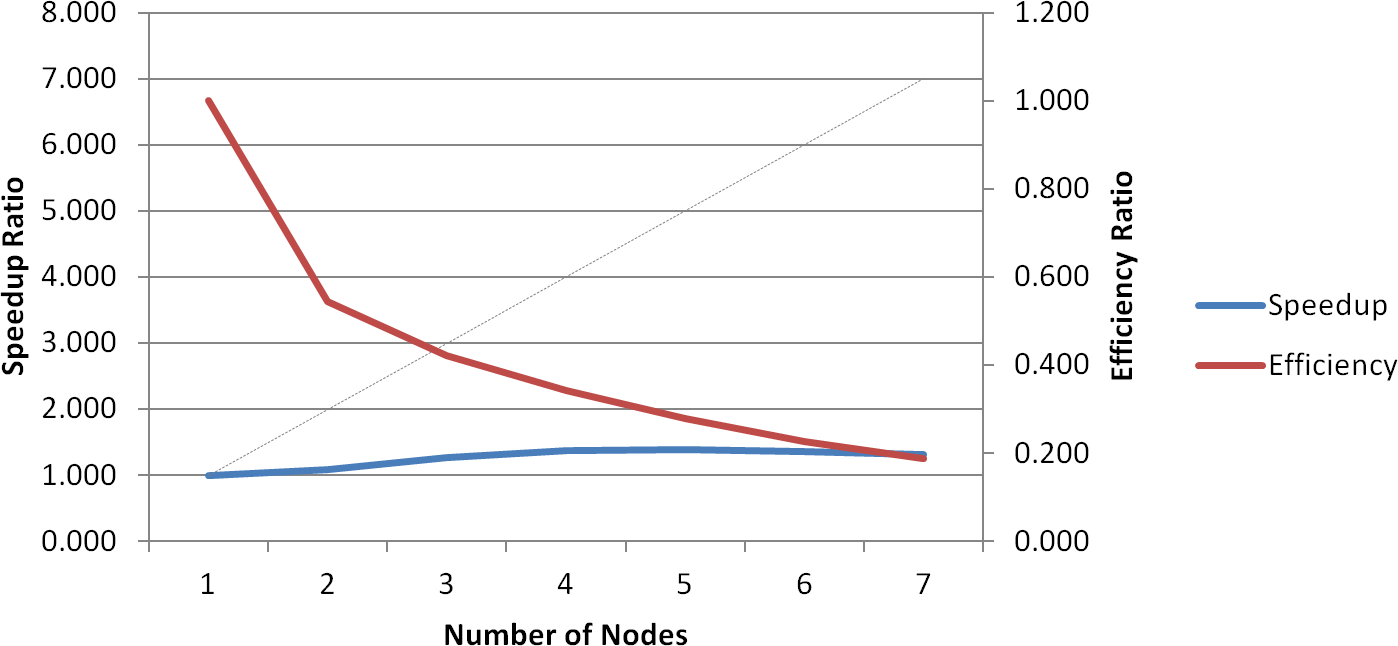 8.000
7.000
6.000
5.000
4.000
3.000
2.000
1.000
0.000
Speedup Ratio
1.200
1.000
0.800
0.600
0.400
0.200
0.000
Efficiency Ratio
1 2 3 4 5 6 7
Number of Nodes
Speedup
Efficiency